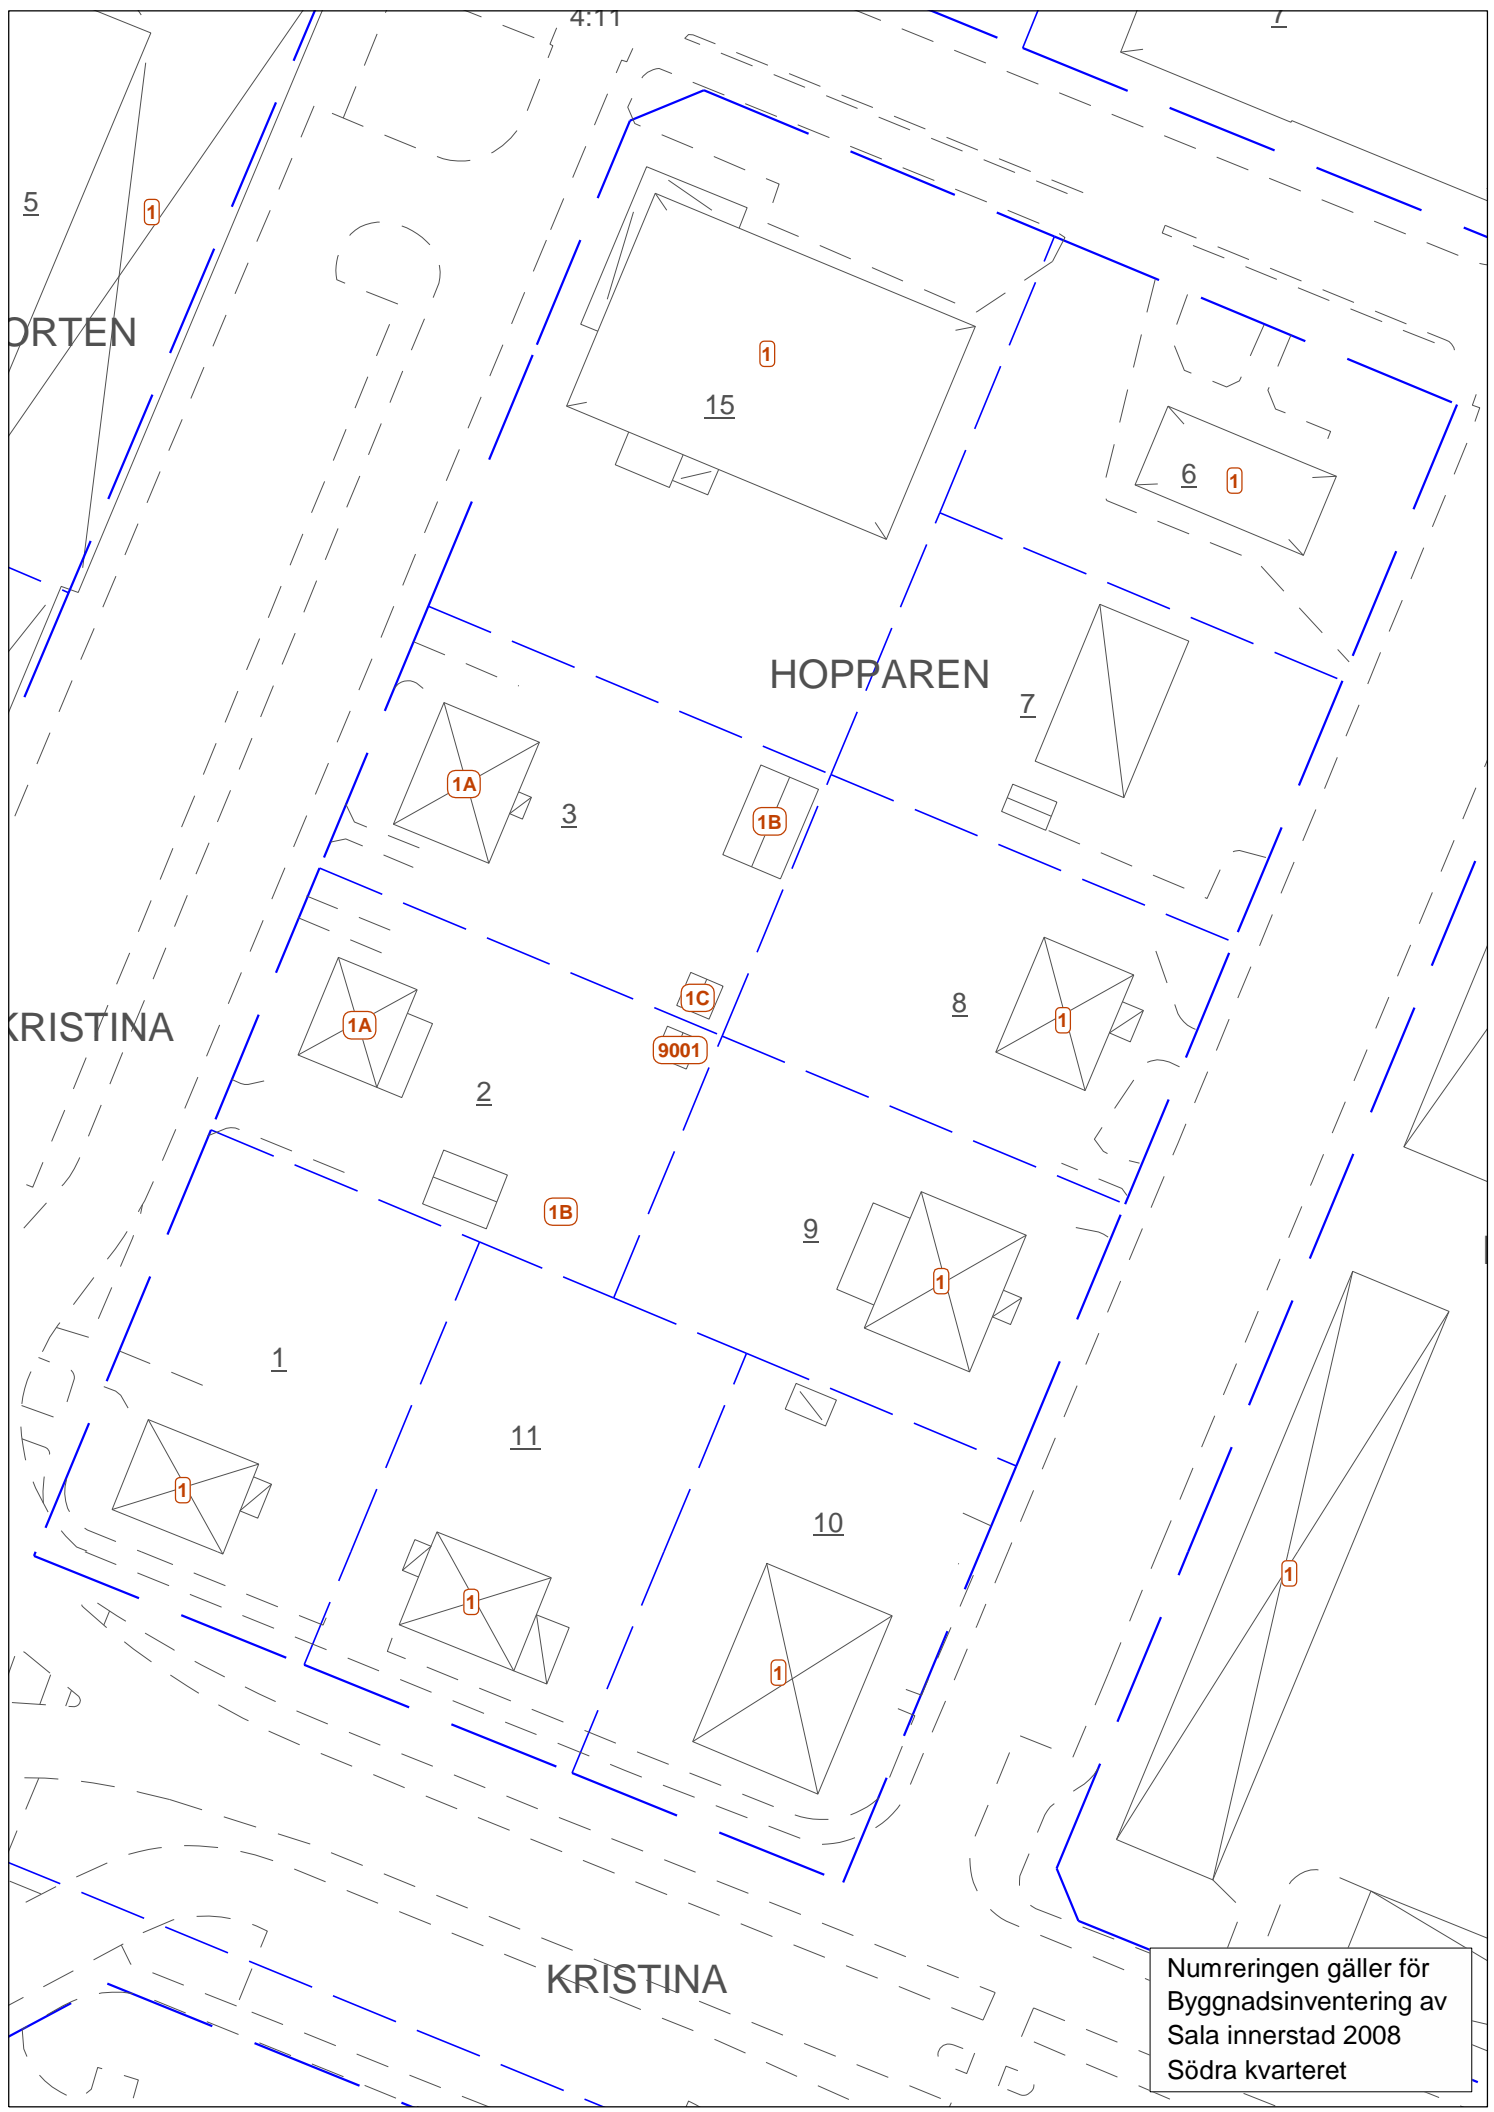 4:11
7
5
1
ORTEN
1
15
6
1
HOPPAREN
7
1A
3
1B
1C
8
1
KRISTINA
1A
9001
2
1B
9
1
1
11
1
10
1
1
1
KRISTINA
Numreringen gäller för
Byggnadsinventering av
Sala innerstad 2008
Södra kvarteret